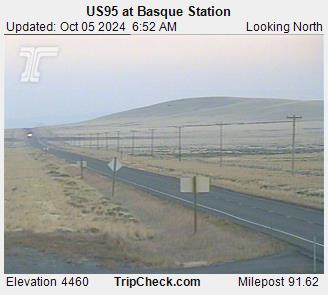 US95 at Basque Station
Updated: Oct 05 2024 6:52 AM Looking North
Elevation 4460 TripCheck.com Milepost 91.62